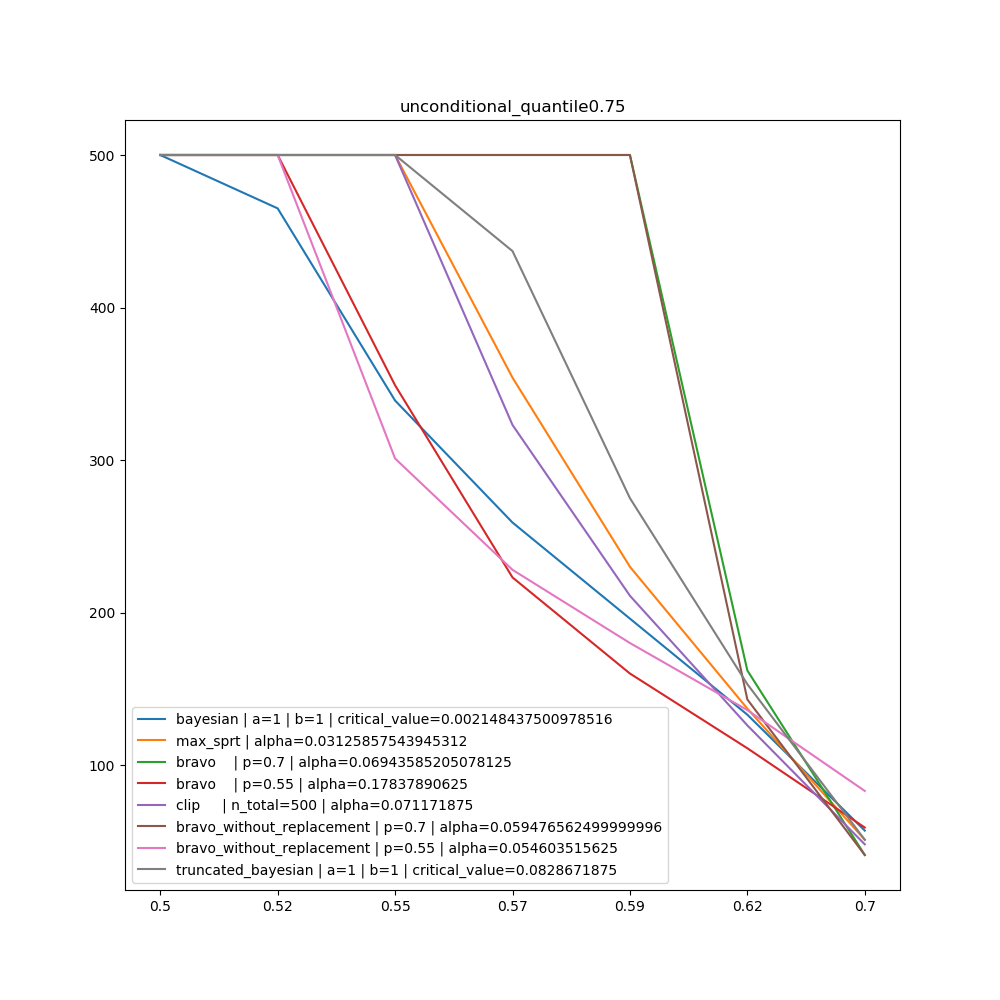 unconditional_quantile0.75
500
400
300
200
100
bayesian | a=1 | b=1 | critical_value=0.002148437500978516
max_sprt | alpha=0.03125857543945312
bravo | p=0.7 | alpha=0.06943585205078125
bravo | p=0.55 | alpha=0.17837890625
clip | n_total=500 | alpha=0.071171875
bravo_without_replacement | p=0.7 | alpha=0.059476562499999996
bravo_without_replacement | p=0.55 | alpha=0.054603515625
truncated_bayesian | a=1 | b=1 | critical_value=0.0828671875
0.5 0.52 0.55 0.57 0.59 0.62 0.7